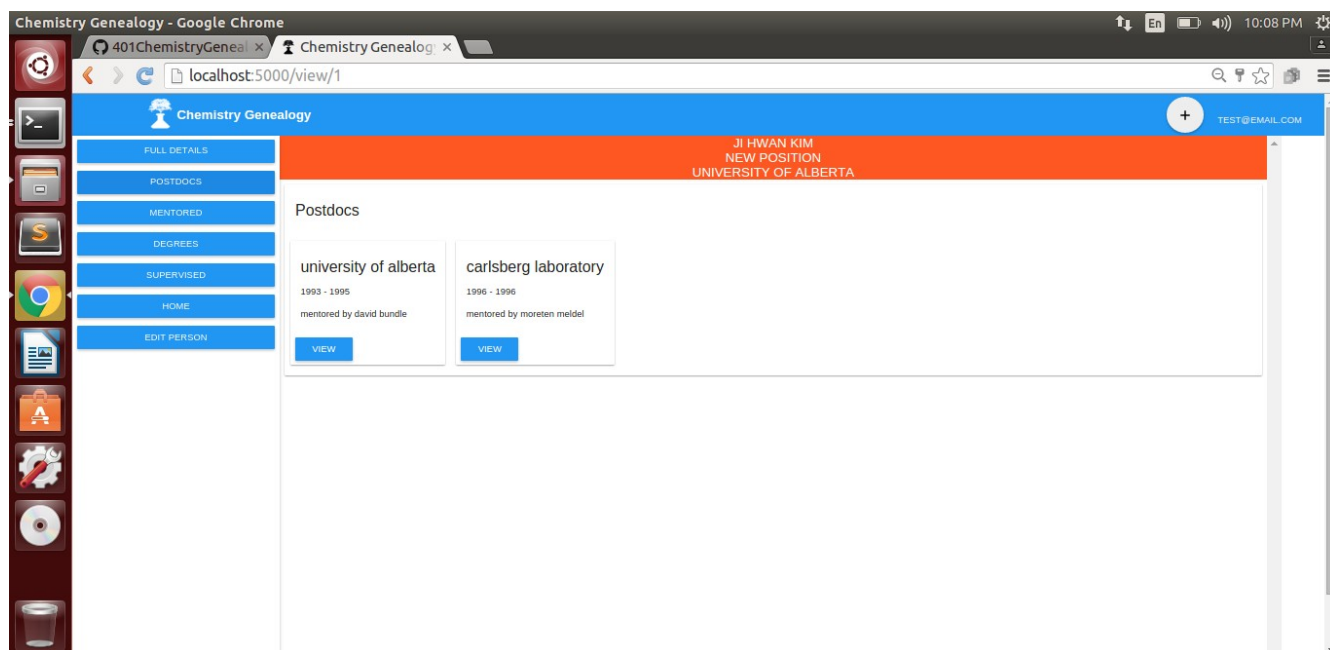 Chemistry Genealogy - Google Chrome
En
10:08 PM
401ChemistryGeneal
Chemistry Genealogy
localhost:5000/view/1
Chemistry Genealogy
+
TEST@EMAIL.COM
FULL DETAILS
POSTDOCS
MENTORED
DEGREES
SUPERVISED
HOME
EDIT PERSON
JI HWAN KIM
NEW POSITION
UNIVERSITY OF ALBERTA
Postdocs
university of alberta
1993 - 1995
mentored by david bundle
VIEW
carlsberg laboratory
1996 - 1996
mentored by moreten meldel
VIEW